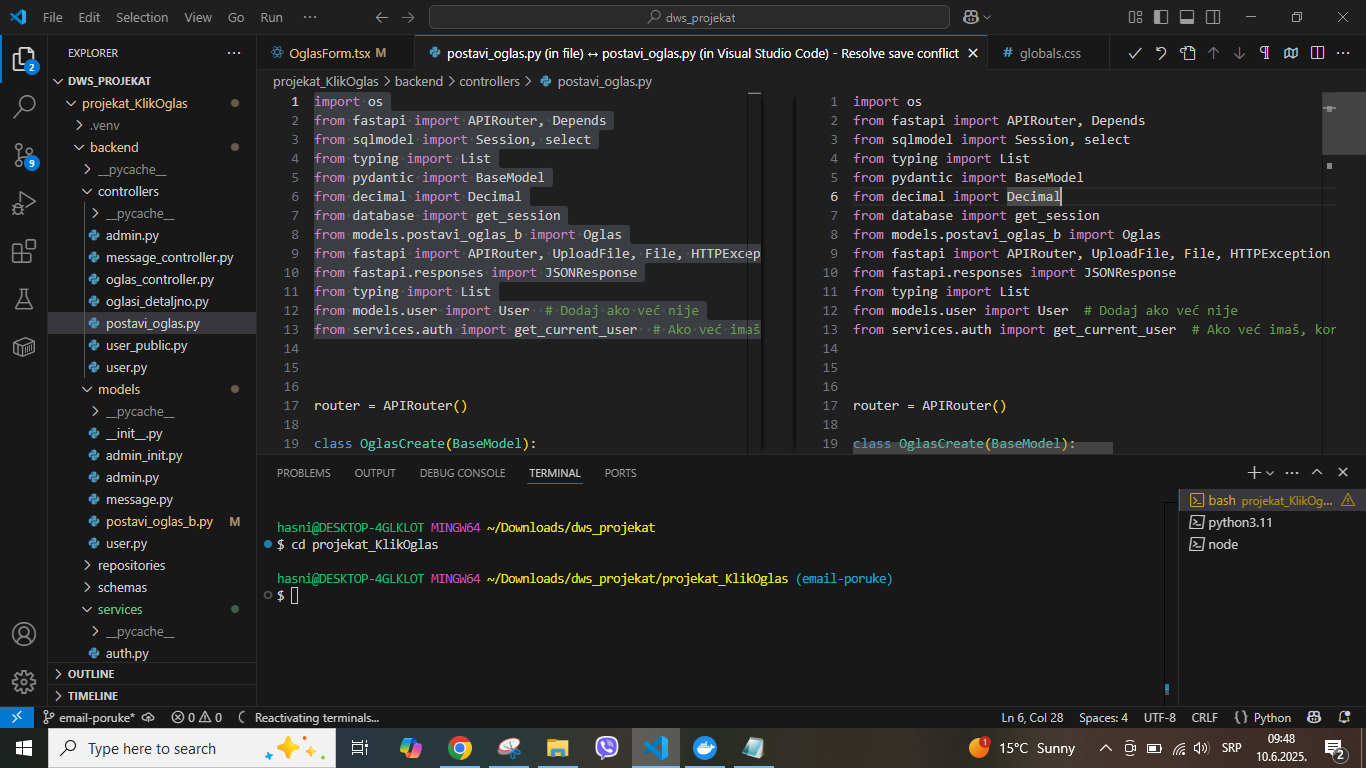 File Edit Selection View Go Run ··· dws_projekat
EXPLORER ···
DWS_PROJEKAT
projekat_KlikOglas
.venv
backend
__pycache__
controllers
__pycache__
admin.py
message_controller.py
oglas_controller.py
oglasi_detaljno.py
postavi_oglas.py
user_public.py
user.py
models
__pycache__
__init__.py
admin_init.py
admin.py
message.py
postavi_oglas_b.py M
user.py
repositories
schemas
services
__pycache__
auth.py
OUTLINE
TIMELINE
2
9
OglasForm.tsx M postavi_oglas.py (in file) ↔ postavi_oglas.py (in Visual Studio Code) - Resolve save conflict globals.css
projekat_KlikOglas > backend > controllers > postavi_oglas.py
1 import os
2 from fastapi import APIRouter, Depends
3 from sqlmodel import Session, select
4 from typing import List
5 from pydantic import BaseModel
6 from decimal import Decimal
7 from database import get_session
8 from models.postavi_oglas_b import Oglas
9 from fastapi import APIRouter, UploadFile, File, HTTPExcep
10 from fastapi.responses import JSONResponse
11 from typing import List
12 from models.user import User # Dodaj ako već nije
13 from services.auth import get_current_user # Ako već imaš
14
15
16
17 router = APIRouter()
18
19 class OglasCreate(BaseModel):
1 import os
2 from fastapi import APIRouter, Depends
3 from sqlmodel import Session, select
4 from typing import List
5 from pydantic import BaseModel
6 from decimal import Decimal
7 from database import get_session
8 from models.postavi_oglas_b import Oglas
9 from fastapi import APIRouter, UploadFile, File, HTTPException
10 from fastapi.responses import JSONResponse
11 from typing import List
12 from models.user import User # Dodaj ako već nije
13 from services.auth import get_current_user # Ako već imaš, kor
14
15
16
17 router = APIRouter()
18
19 class OglasCreate(BaseModel):
PROBLEMS OUTPUT DEBUG CONSOLE TERMINAL PORTS
hasni@DESKTOP-4GLKLOT MINGW64 ~/Downloads/dws_projekat
$ cd projekat_KlikOglas
hasni@DESKTOP-4GLKLOT MINGW64 ~/Downloads/dws_projekat/projekat_KlikOglas (email-poruke)
$
bash projekat_KlikOg...
python3.11
node
email-poruke* 0 0 Reactivating terminals... Ln 6, Col 28 Spaces: 4 UTF-8 CRLF {} Python
Type here to search 1 15°C Sunny SRP 09:48
10.6.2025. 2